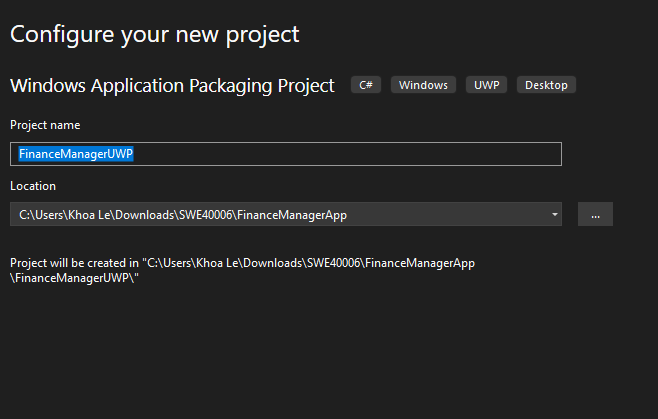 Configure your new project
Windows Application Packaging Project C# Windows UWP Desktop
Project name
FinanceManagerUWP
Location
C:\Users\Khoa Le\Downloads\SWE40006\FinanceManagerApp ...
Project will be created in "C:\Users\Khoa Le\Downloads\SWE40006\FinanceManagerApp
\FinanceManagerUWP\"